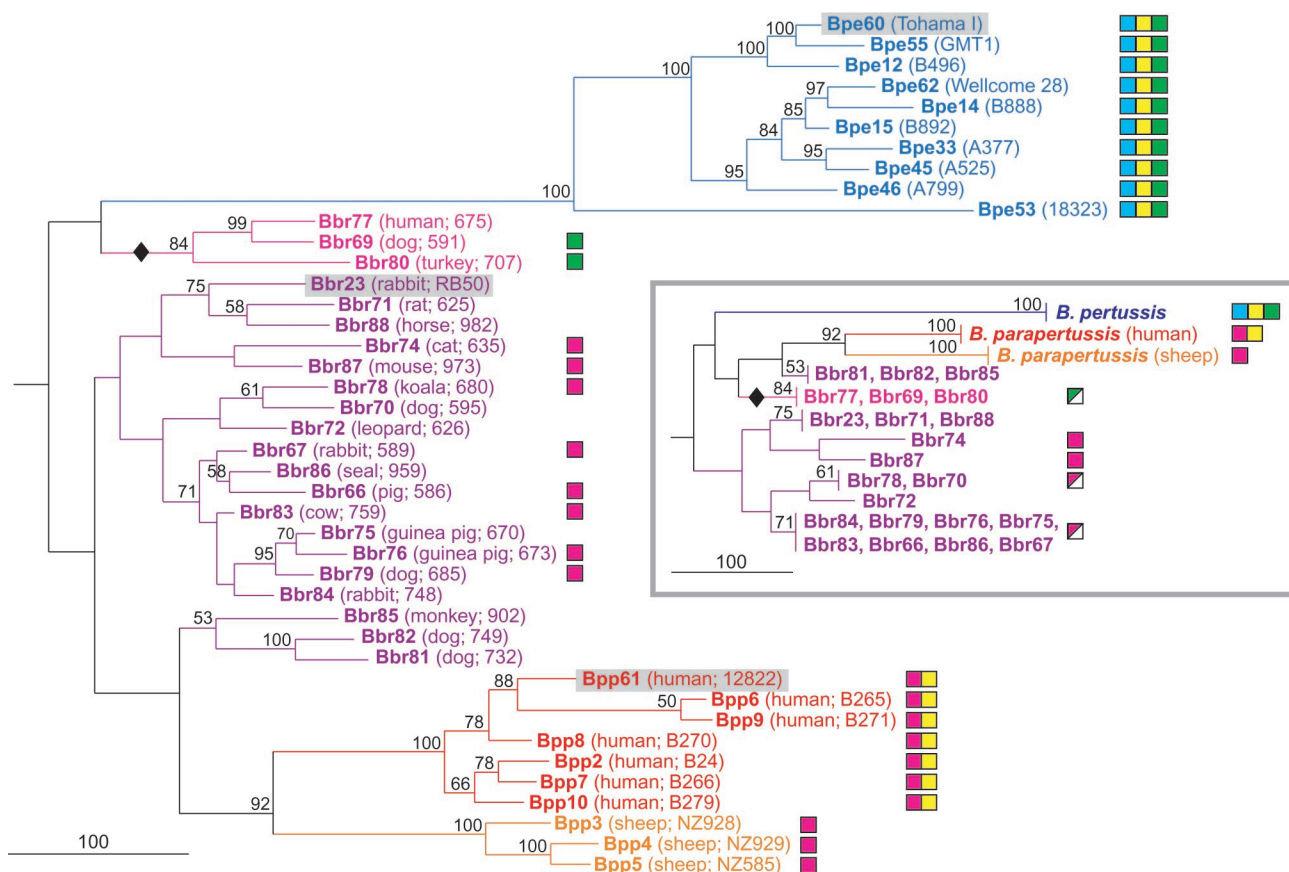 100
Bpe60 (Tohama I)
Bpe55 (GMT1)
100
Bpe12 (B496)
100
Bpe62 (Wellcome 28)
97
Bpe14 (B888)
85
Bpe15 (B892)
84
Bpe33 (A377)
95
Bpe45 (A525)
95
Bpe46 (A799)
100
Bpe53 (18323)
Bbr77 (human; 675)
99
Bbr69 (dog; 591)
84
Bbr80 (turkey; 707)
Bbr23 (rabbit; RB50)
75
Bbr71 (rat; 625)
58
Bbr88 (horse; 982)
Bbr74 (cat; 635)
Bbr87 (mouse; 973)
Bbr78 (koala; 680)
61
Bbr70 (dog; 595)
Bbr72 (leopard; 626)
Bbr67 (rabbit; 589)
58
Bbr86 (seal; 959)
71
Bbr66 (pig; 586)
Bbr83 (cow; 759)
70
Bbr75 (guinea pig; 670)
95
Bbr76 (guinea pig; 673)
Bbr79 (dog; 685)
Bbr84 (rabbit; 748)
53
Bbr85 (monkey; 902)
Bbr82 (dog; 749)
100
Bbr81 (dog; 732)
88
Bpp61 (human; 12822)
50
Bpp6 (human; B265)
Bpp9 (human; B271)
78
Bpp8 (human; B270)
100
78
Bpp2 (human; B24)
Bpp7 (human; B266)
66
Bpp10 (human; B279)
92
Bpp3 (sheep; NZ928)
100
Bpp4 (sheep; NZ929)
100
Bpp5 (sheep; NZ585)
100
100
B. pertussis
92
100
B. parapertussis (human)
100
B. parapertussis (sheep)
53
Bbr81, Bbr82, Bbr85
84
Bbr77, Bbr69, Bbr80
75
Bbr23, Bbr71, Bbr88
Bbr74
Bbr87
61
Bbr78, Bbr70
Bbr72
71
Bbr84, Bbr79, Bbr76, Bbr75,
Bbr83, Bbr66, Bbr86, Bbr67
100